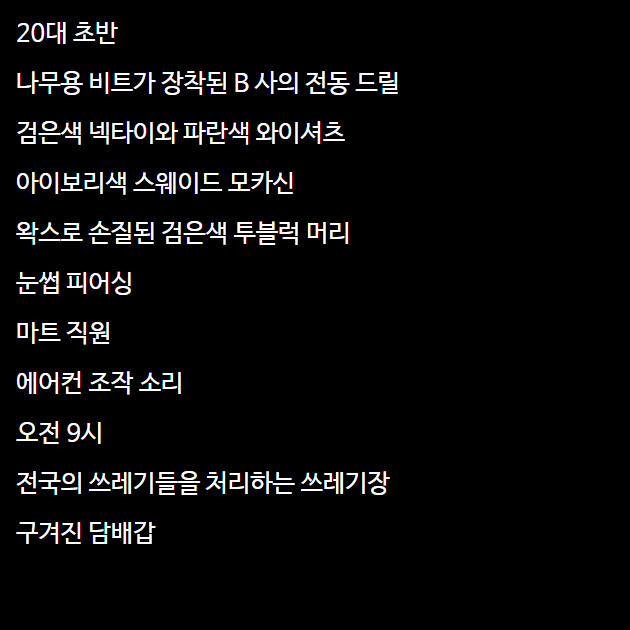 20대 초반
나무용 비트가 장착된 B 사의 전동 드릴
검은색 넥타이와 파란색 와이셔츠
아이보리색 스웨이드 모카신
왁스로 손질된 검은색 투블럭 머리
눈썹 피어싱
마트 직원
에어컨 조작 소리
오전 9시
전국의 쓰레기들을 처리하는 쓰레기장
구겨진 담배갑